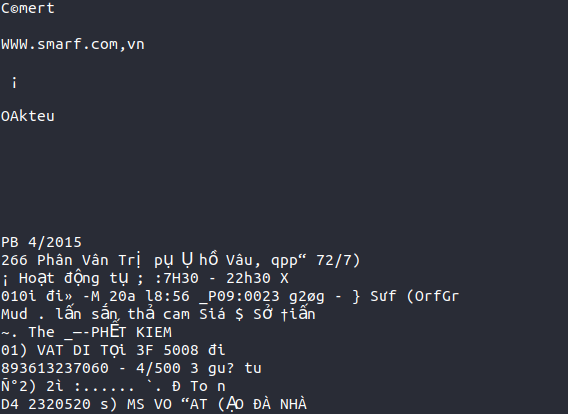 C©mert
WWW.smarf.com,vn
¡
OAkteu
PB 4/2015
266 Phân Vân Trị pụ Ụ hồ Vâu, qpp“ 72/7)
¡ Hoạt động tụ ; :7H30 - 22h30 X
010i đi» -M 20a l8:56 _P09:0023 g2øg - } Sưf (OrfGr
Mud . lấn sắn thả cam Siá $ Sở †iấn
~. The _—-PHẾT KIEM
01) VAT DI Tọi 3F 5008 đi
893613237060 - 4/500 3 gu? tu
Ñ°2) 2ì :...... `. Đ To n
D4 2320520 s) MS VO “AT (ẠO ĐÀ NHÀ